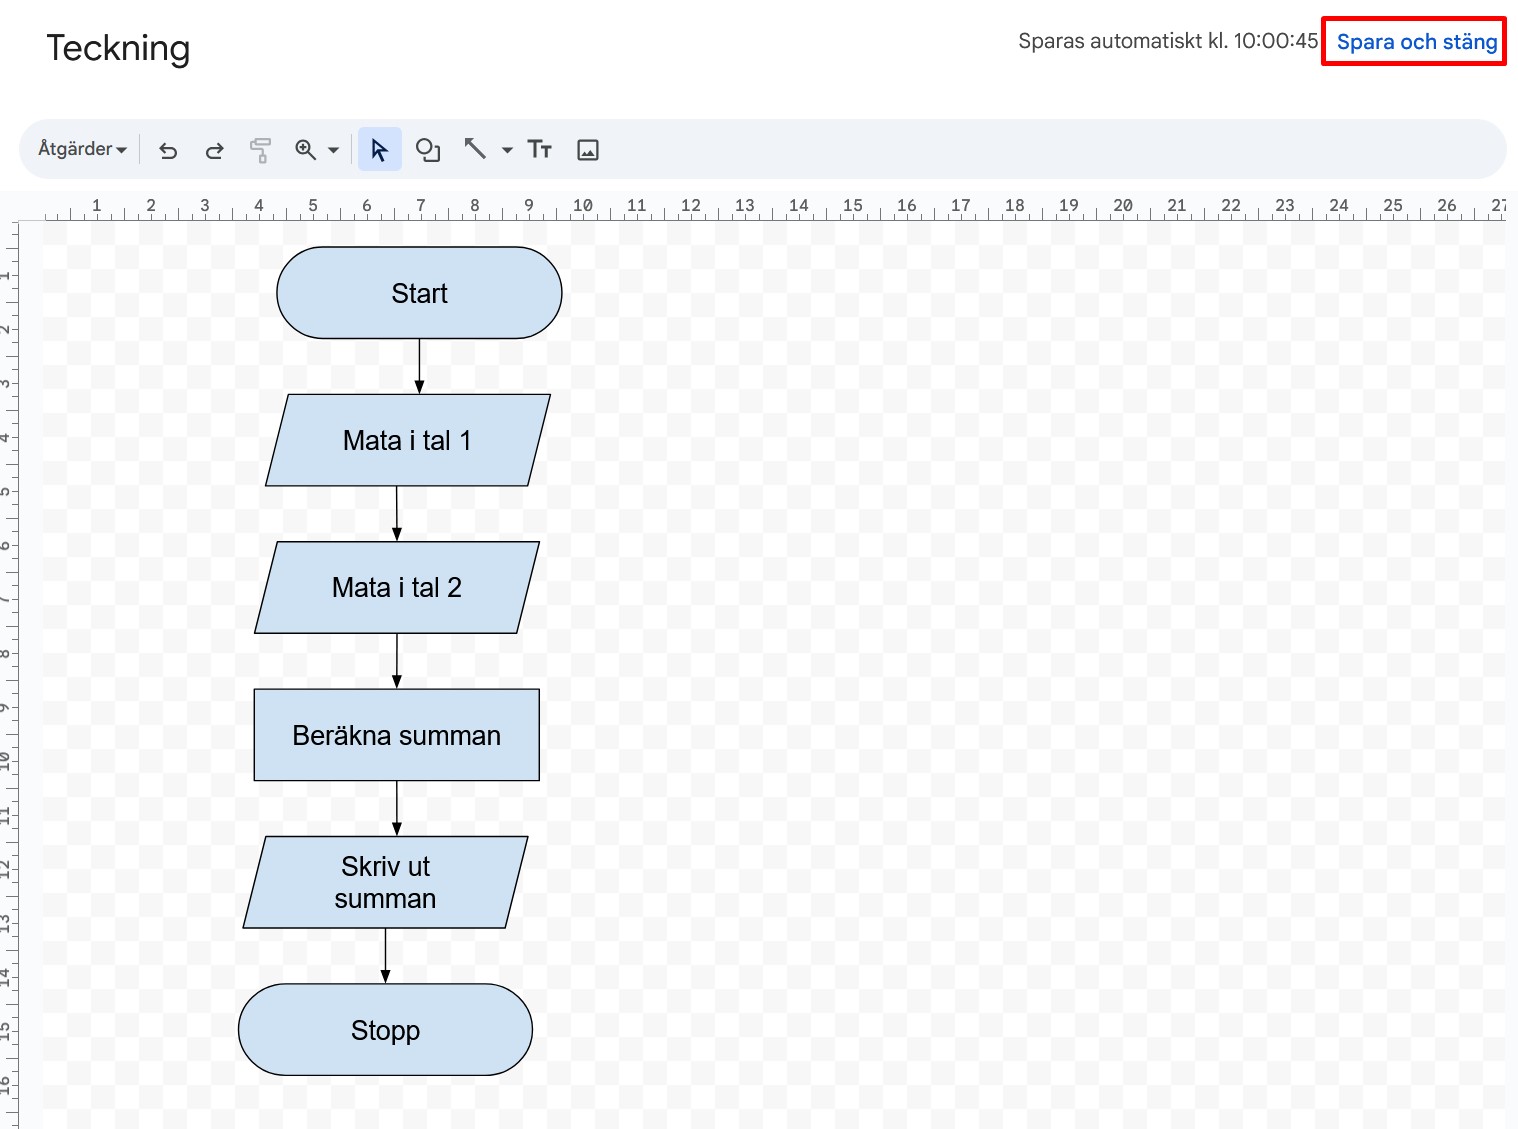 Teckning
Sparas automatiskt kl. 10:00:45 Spara och stäng
Åtgärder
1 2 3 4 5 6 7 8 9 10 11 12 13 14 15 16 17 18 19 20 21 22 23 24 25 26 27
1
2
3
4
5
6
7
8
9
10
11
12
13
14
15
16
Start
Mata i tal 1
Mata i tal 2
Beräkna summan
Skriv ut
summan
Stopp